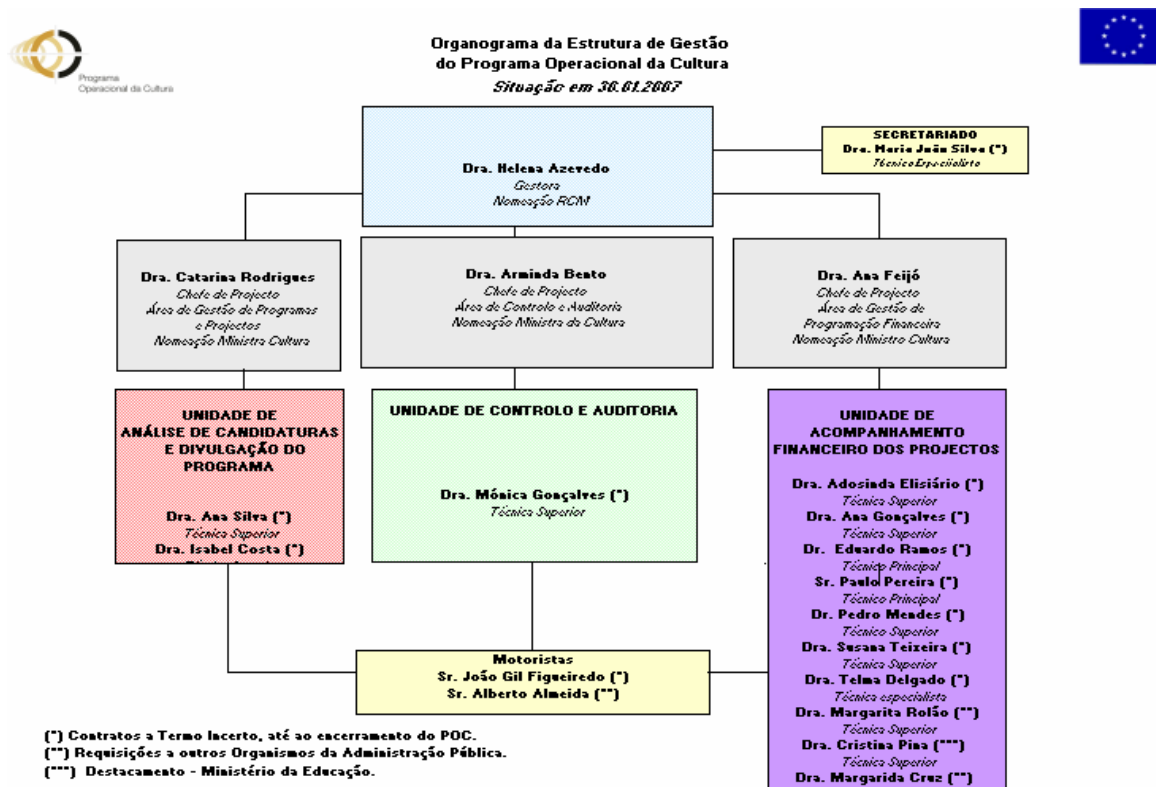 Programa
Operacional da Cultura
Organograma da Estrutura de Gestão
do Programa Operacional da Cultura
Situação em 30.01.2007
SECRETARIADO
Dra. Maria João Silva (*)
Técnica Especialista
Dra. Helena Azevedo
Gestora
Nomeação RCM
Dra. Catarina Rodrigues
Chefe de Projecto
Área de Gestão de Programas
e Projectos
Nomeação Ministra Cultura
Dra. Arminda Bento
Chefe de Projecto
Área de Controlo e Auditoria
Nomeação Ministra da Cultura
Dra. Ana Feijó
Chefe de Projecto
Área de Gestão de
Programação Financeira
Nomeação Ministro Cultura
UNIDADE DE
ANÁLISE DE CANDIDATURAS
E DIVULGAÇÃO DO
PROGRAMA
Dra. Ana Silva (*)
Técnica Superior
Dra. Isabel Costa (*)
UNIDADE DE CONTROLO E AUDITORIA
Dra. Mónica Gonçalves (*)
Técnica Superior
UNIDADE DE
ACOMPANHAMENTO
FINANCEIRO DOS PROJECTOS
Dra. Adosinda Elisiário (*)
Técnica Superior
Dra. Ana Gonçalves (*)
Técnica Superior
Dr. Eduardo Ramos (*)
Técnico Principal
Sr. Paulo Pereira (*)
Técnico Principal
Dr. Pedro Mendes (*)
Técnico Superior
Dra. Susana Teixeira (*)
Técnica Superior
Dra. Telma Delgado (*)
Técnica especialista
Dra. Margarita Rolão (**)
Técnica Superior
Dra. Cristina Pina (***)
Técnica Superior
Dra. Margarida Cruz (**)
Motoristas
Sr. João Gil Figueiredo (*)
Sr. Alberto Almeida (**)
(*) Contratos a Termo Incerto, até ao encerramento do POC.
(**) Requisições a outros Organismos da Administração Pública.
(***) Destacamento - Ministério da Educação.